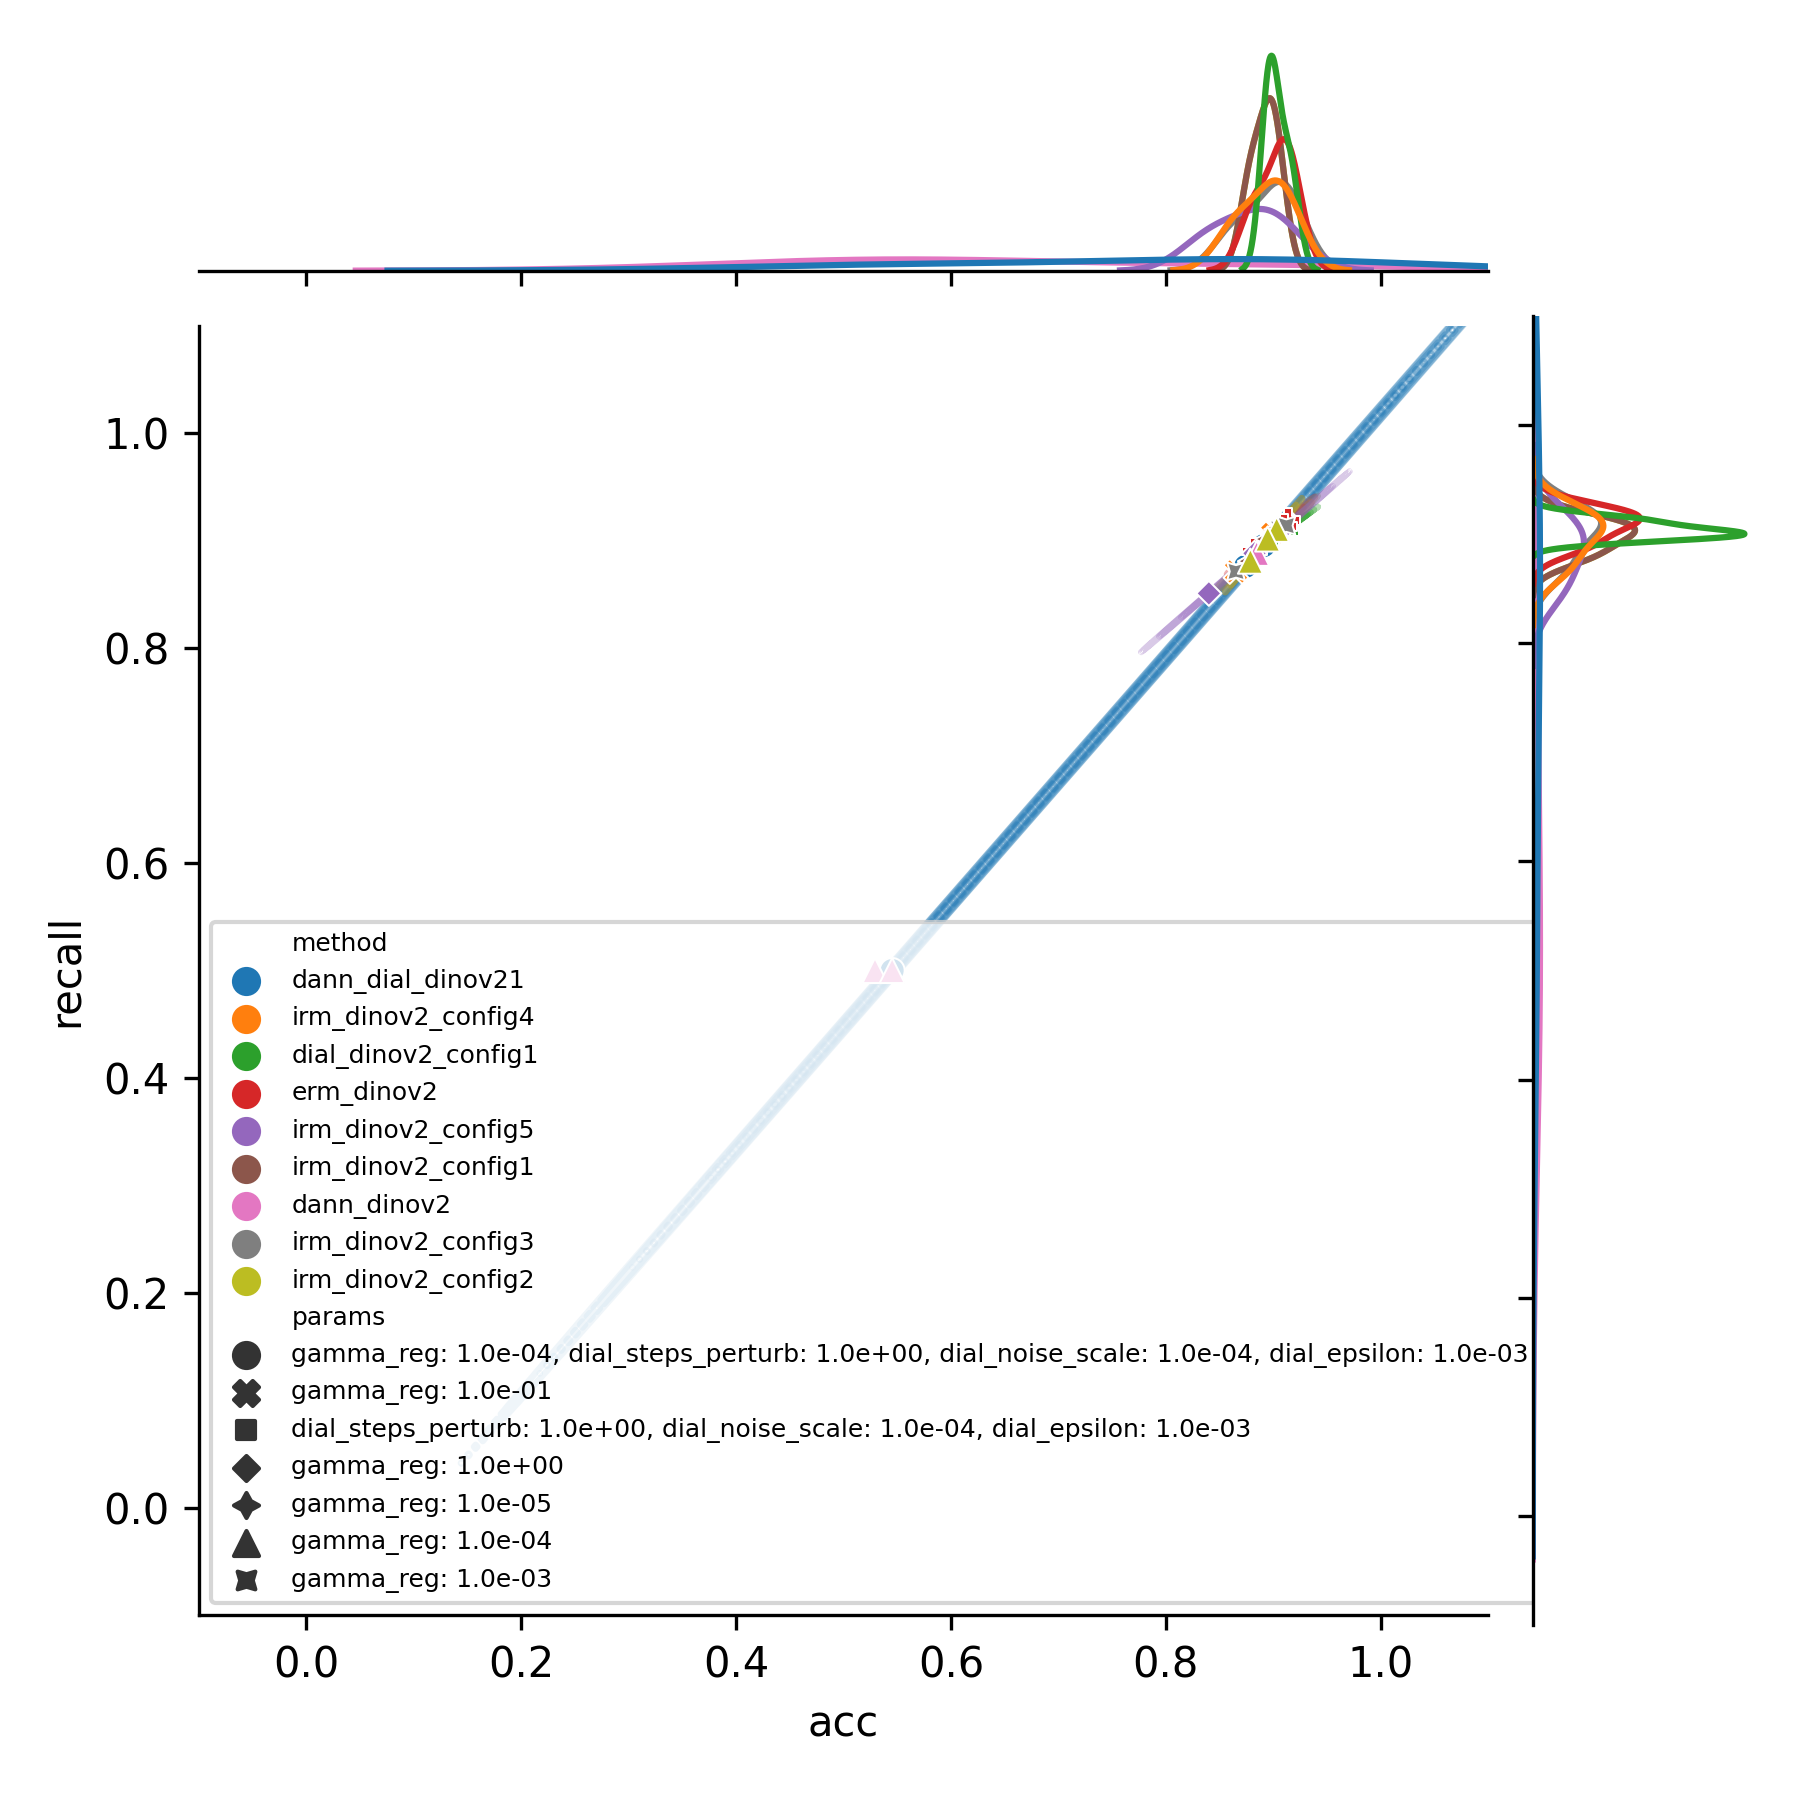 1.0
0.8
0.6
0.4
0.2
0.0
recall
method
dann_dial_dinov21
irm_dinov2_config4
dial_dinov2_config1
erm_dinov2
irm_dinov2_config5
irm_dinov2_config1
dann_dinov2
irm_dinov2_config3
irm_dinov2_config2
params
gamma_reg: 1.0e-04, dial_steps_perturb: 1.0e+00, dial_noise_scale: 1.0e-04, dial_epsilon: 1.0e-03
gamma_reg: 1.0e-01
dial_steps_perturb: 1.0e+00, dial_noise_scale: 1.0e-04, dial_epsilon: 1.0e-03
gamma_reg: 1.0e+00
gamma_reg: 1.0e-05
gamma_reg: 1.0e-04
gamma_reg: 1.0e-03
0.0 0.2 0.4 0.6 0.8 1.0
acc